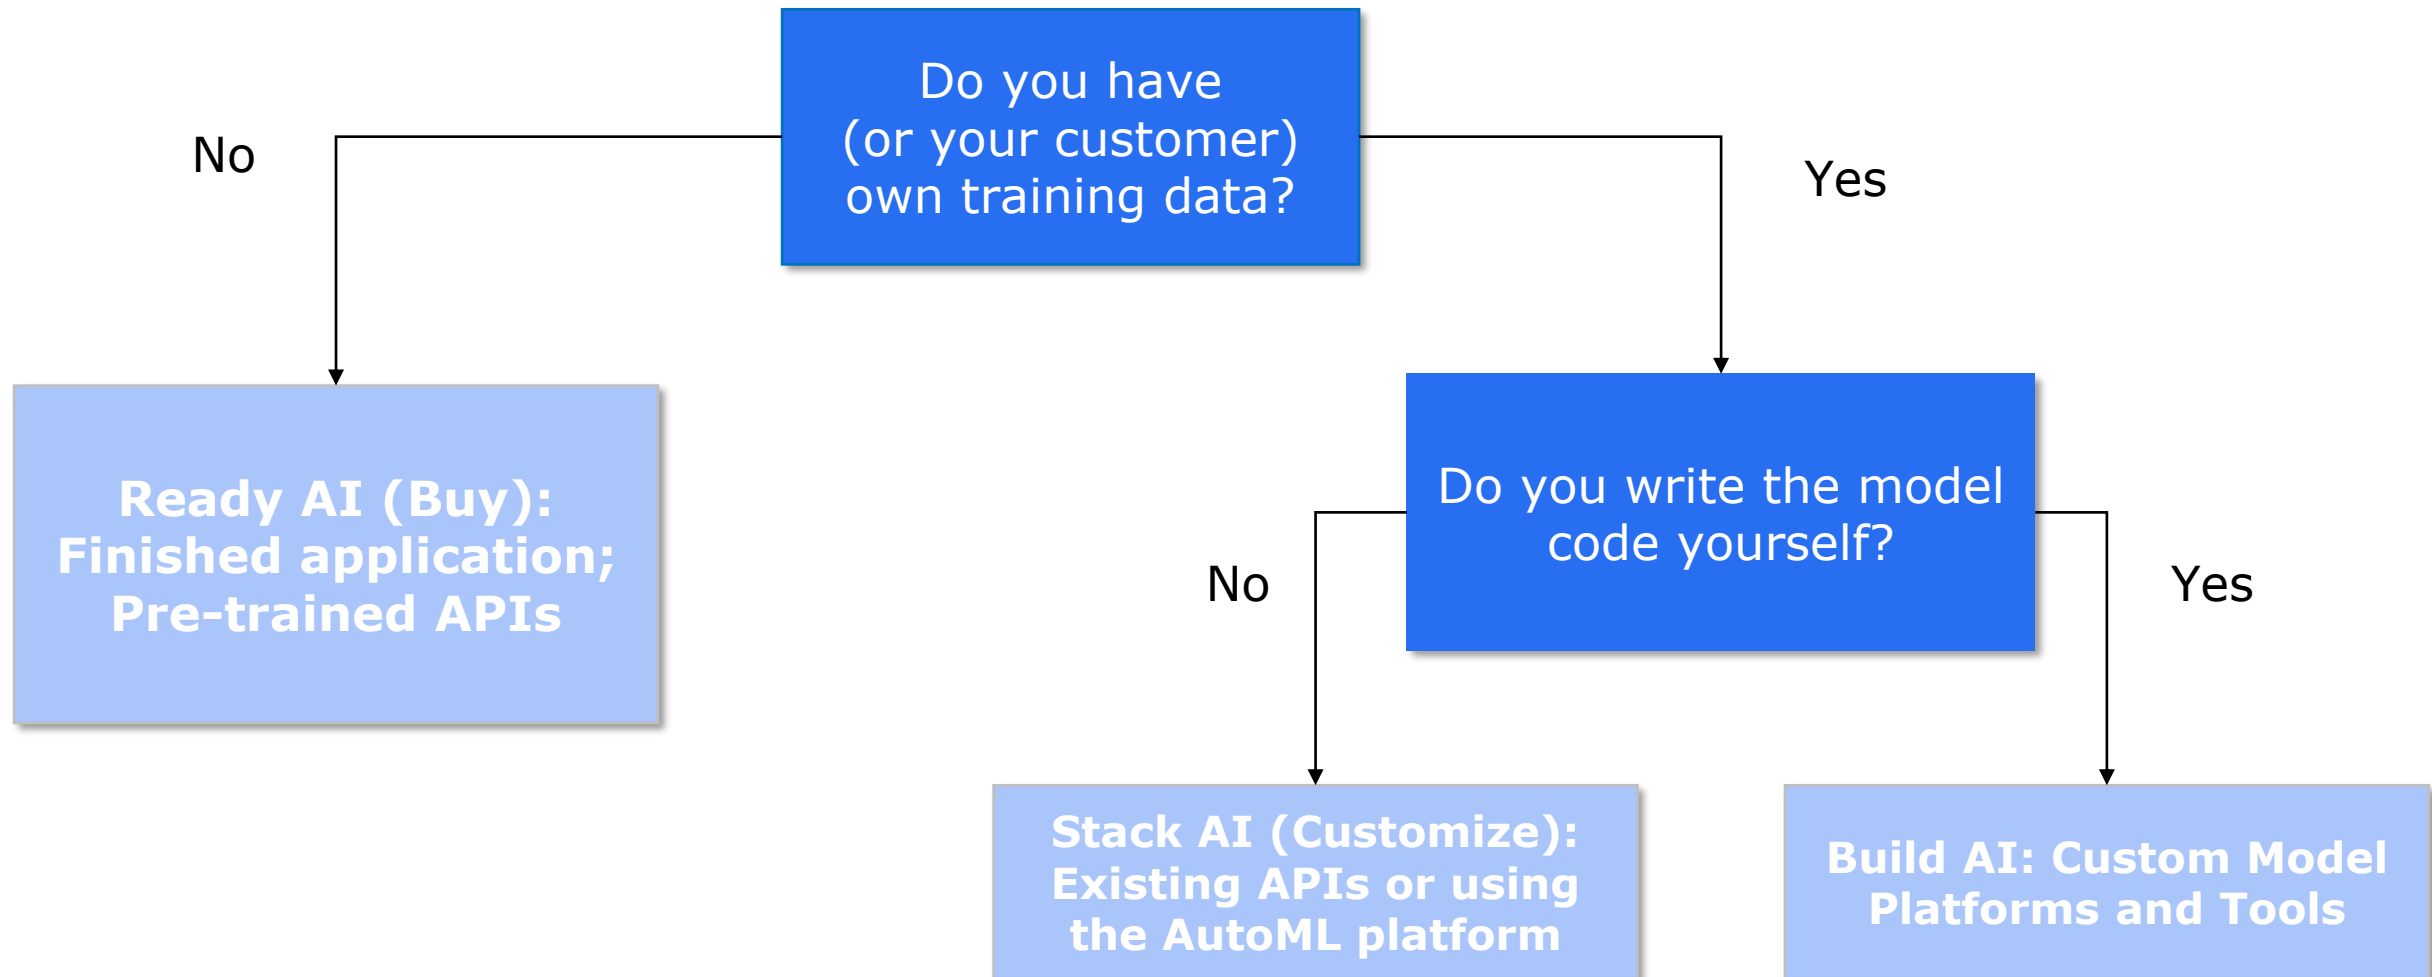 Do you have
(or your customer)
own training data?
No
Yes
Ready AI (Buy):
Finished application;
Pre-trained APIs
Do you write the model
code yourself?
No
Yes
Stack AI (Customize):
Existing APIs or using
the AutoML platform
Build AI: Custom Model
Platforms and Tools